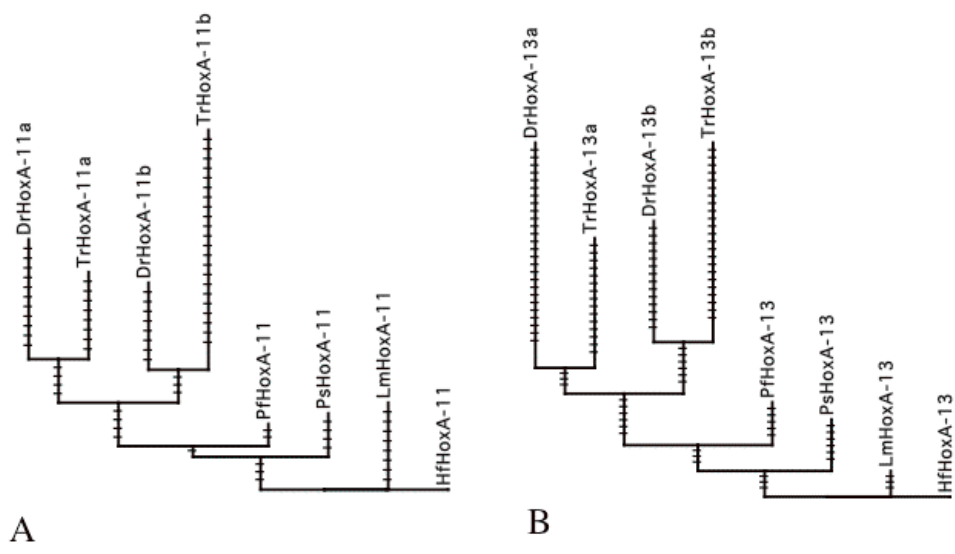 DrHoxA-11a
TrHoxA-11a
DrHoxA-11b
TrHoxA-11b
PfHoxA-11
PsHoxA-11
LmHoxA-11
HfHoxA-11
A
DrHoxA-13a
TrHoxA-13a
DrHoxA-13b
TrHoxA-13b
PfHoxA-13
PsHoxA-13
LmHoxA-13
HfHoxA-13
B